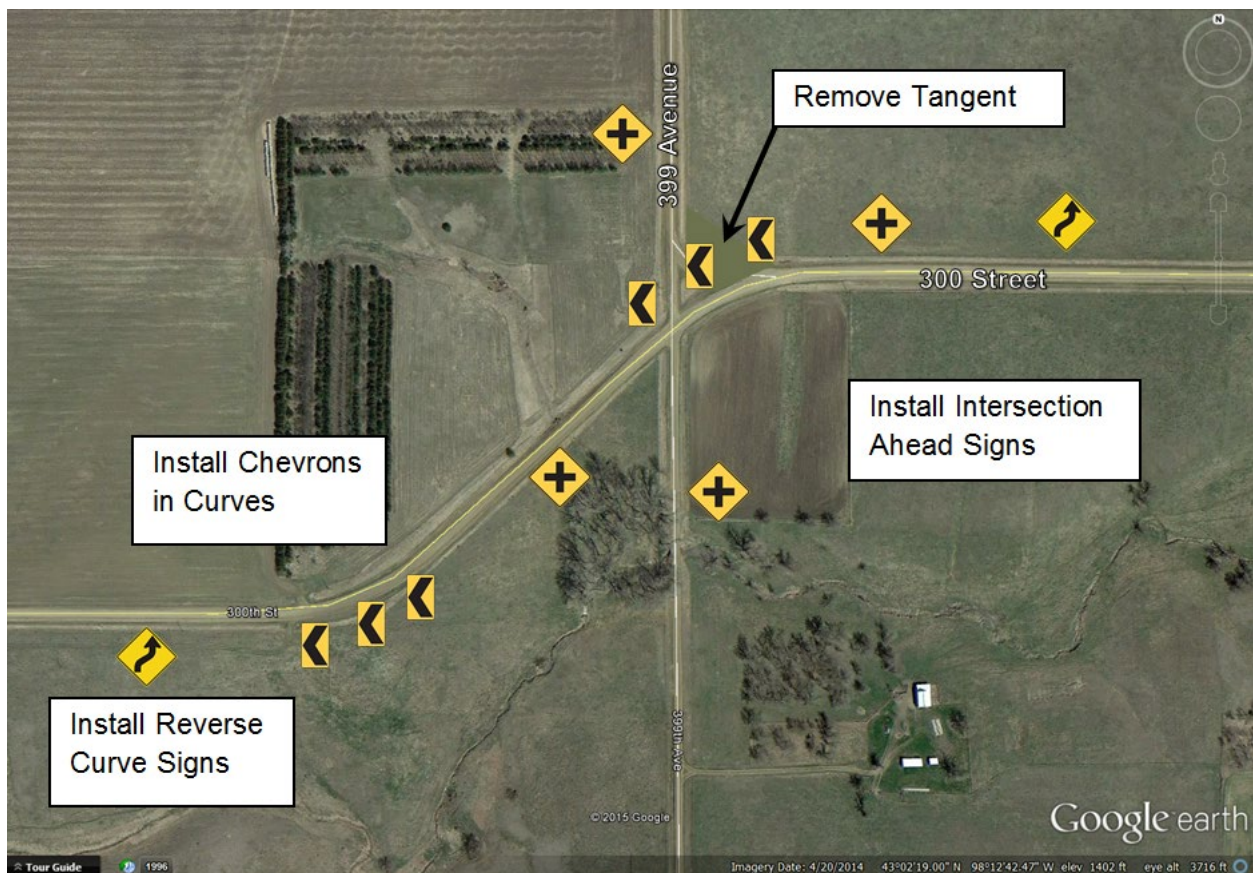 N
Remove Tangent
399 Avenue
300 Street
Install Intersection
Ahead Signs
Install Chevrons
in Curves
300th St
Install Reverse
Curve Signs
399th Ave
© 2015 Google
Google earth
Tour Guide
1996
Imagery Date: 4/20/2014 43°02'19.00" N 98°12'42.47" W elev 1402 ft eye alt 3716 ft